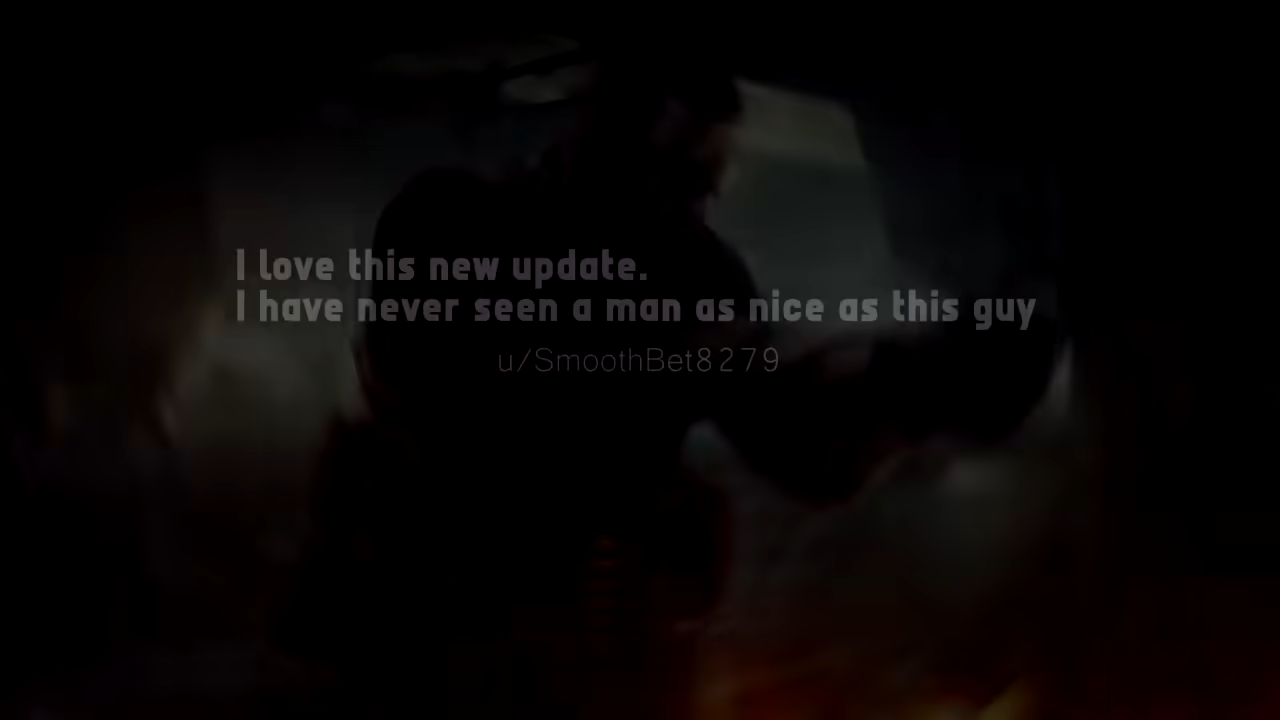 I love this new update.
I have never seen a man as nice as this guy
u/SmoothBet8279